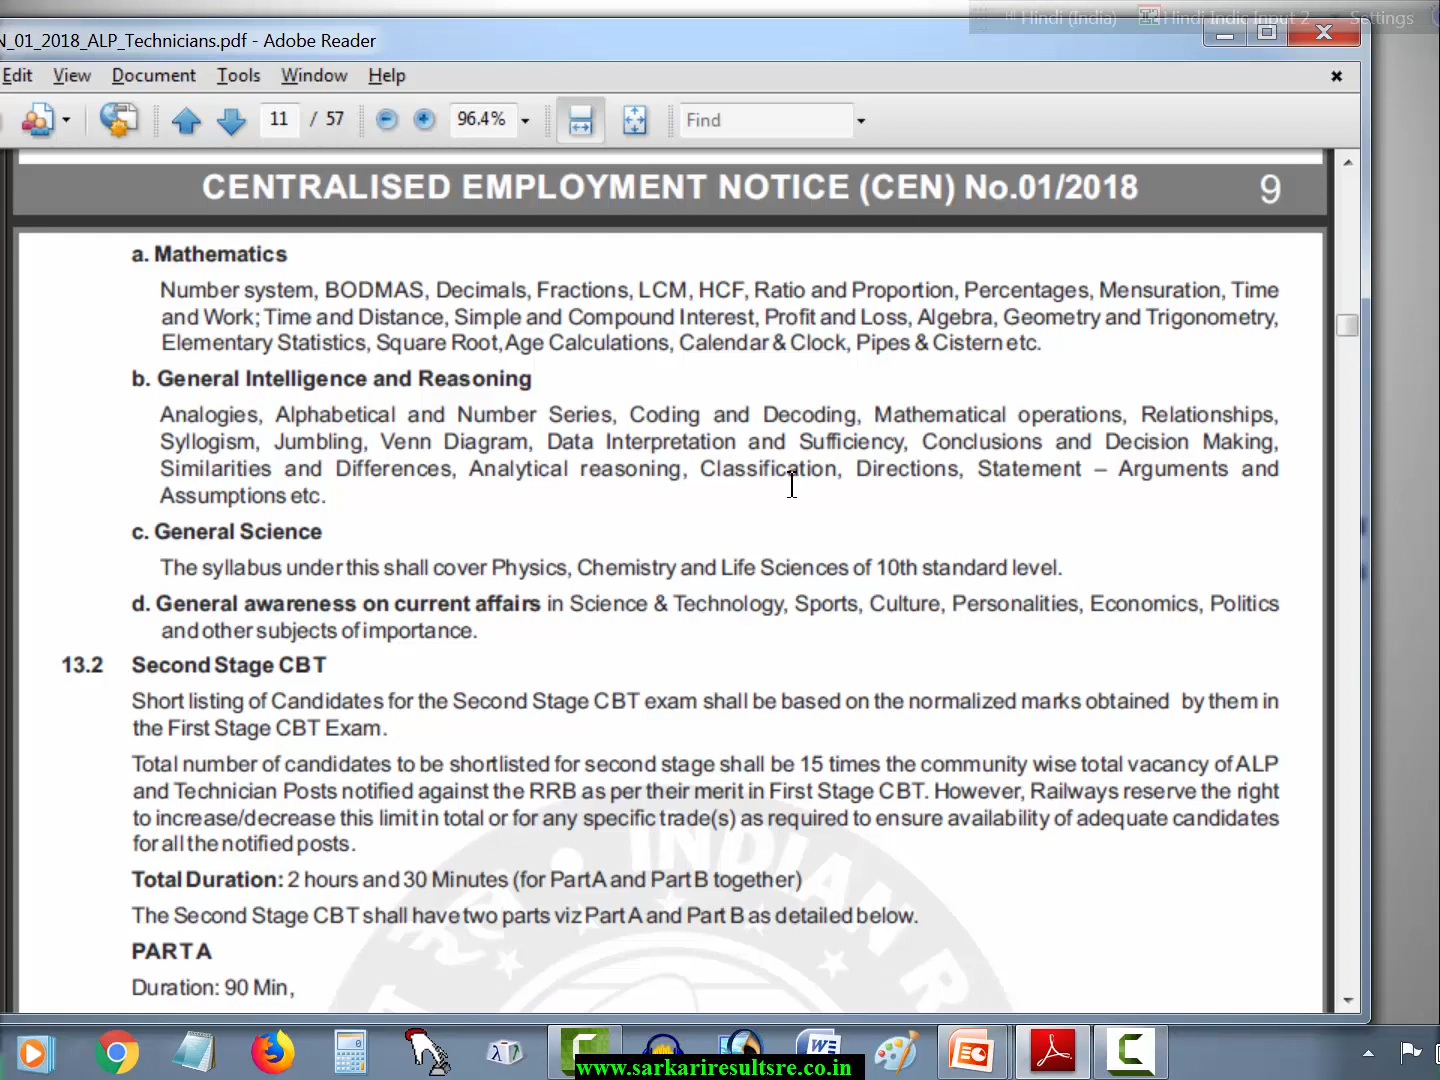 Hindi (India) Hindi Indic Input 2 Settings
N_01_2018_ALP_Technicians.pdf - Adobe Reader
Edit View Document Tools Window Help
11 / 57 96.4% Find
CENTRALISED EMPLOYMENT NOTICE (CEN) No.01/2018 9
a. Mathematics
Number system, BODMAS, Decimals, Fractions, LCM, HCF, Ratio and Proportion, Percentages, Mensuration, Time
and Work; Time and Distance, Simple and Compound Interest, Profit and Loss, Algebra, Geometry and Trigonometry,
Elementary Statistics, Square Root, Age Calculations, Calendar & Clock, Pipes & Cistern etc.
b. General Intelligence and Reasoning
Analogies, Alphabetical and Number Series, Coding and Decoding, Mathematical operations, Relationships,
Syllogism, Jumbling, Venn Diagram, Data Interpretation and Sufficiency, Conclusions and Decision Making,
Similarities and Differences, Analytical reasoning, Classification, Directions, Statement – Arguments and
Assumptions etc.
c. General Science
The syllabus under this shall cover Physics, Chemistry and Life Sciences of 10th standard level.
d. General awareness on current affairs in Science & Technology, Sports, Culture, Personalities, Economics, Politics
and other subjects of importance.
13.2 Second Stage CBT
Short listing of Candidates for the Second Stage CBT exam shall be based on the normalized marks obtained by them in
the First Stage CBT Exam.
Total number of candidates to be shortlisted for second stage shall be 15 times the community wise total vacancy of ALP
and Technician Posts notified against the RRB as per their merit in First Stage CBT. However, Railways reserve the right
to increase/decrease this limit in total or for any specific trade(s) as required to ensure availability of adequate candidates
for all the notified posts.
Total Duration: 2 hours and 30 Minutes (for Part A and Part B together)
The Second Stage CBT shall have two parts viz Part A and Part B as detailed below.
PART A
Duration: 90 Min,
INDIAN R
www.sarkariresultsre.co.in